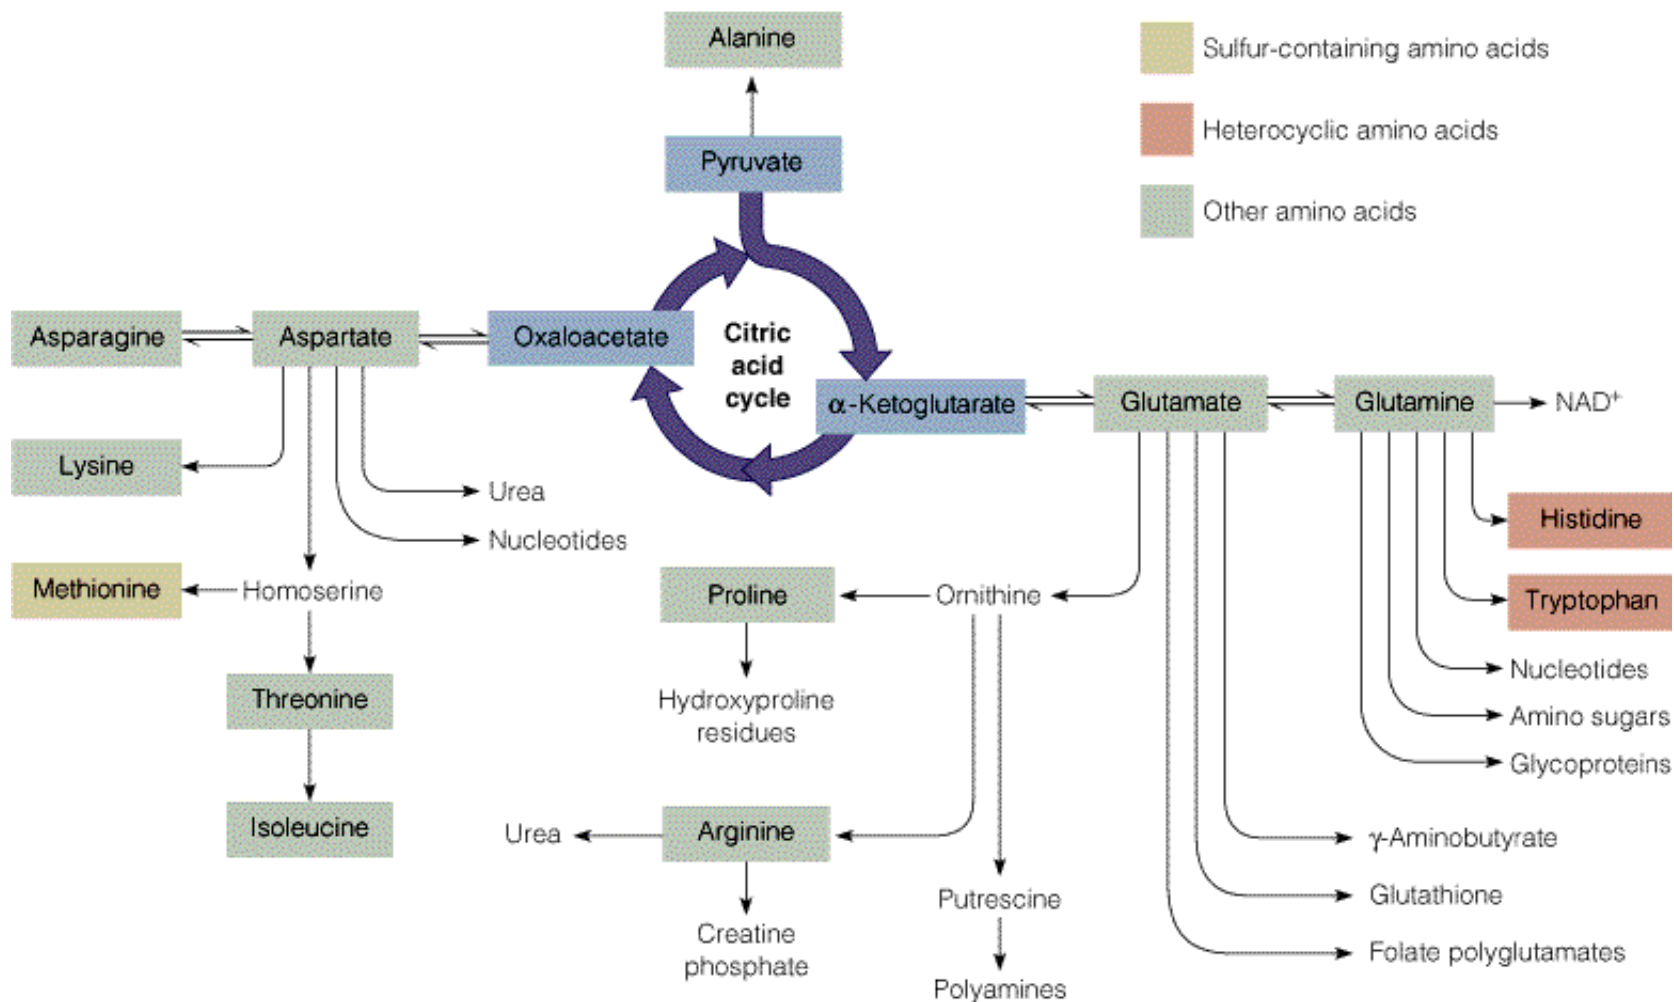 Alanine
Sulfur-containing amino acids
Heterocyclic amino acids
Other amino acids
Pyruvate
Asparagine
Aspartate
Oxaloacetate
Citric
acid
cycle
α-Ketoglutarate
Glutamate
Glutamine
NAD⁺
Lysine
Urea
Nucleotides
Histidine
Methionine
Homoserine
Proline
Ornithine
Tryptophan
Threonine
Hydroxyproline
residues
Nucleotides
Amino sugars
Glycoproteins
Isoleucine
Urea
Arginine
γ-Aminobutyrate
Putrescine
Glutathione
Creatine
phosphate
Folate polyglutamates
Polyamines